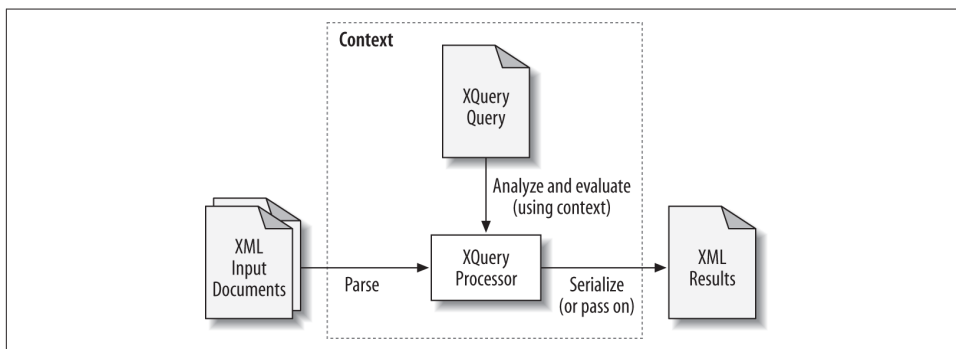 Context
XQuery
Query
Analyze and evaluate
(using context)
XML
Input
Documents
Parse
XQuery
Processor
Serialize
(or pass on)
XML
Results